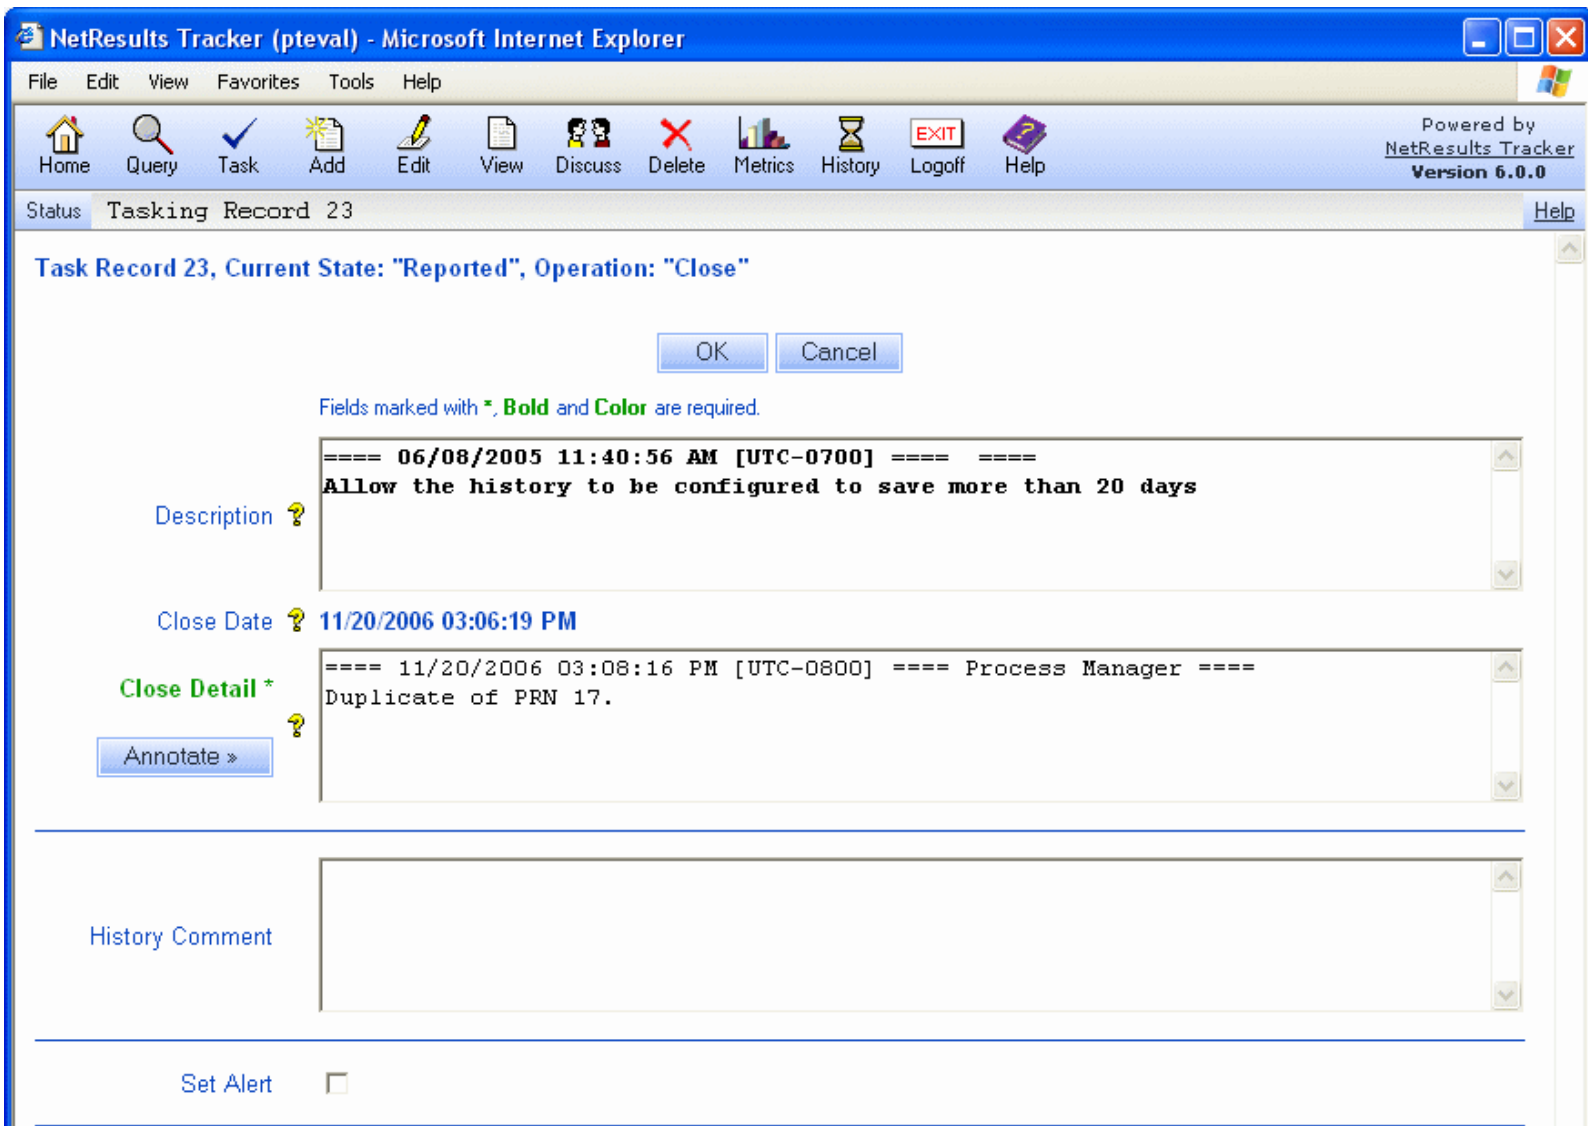 NetResults Tracker (pteval) - Microsoft Internet Explorer
File Edit View Favorites Tools Help
Home Query Task Add Edit View Discuss Delete Metrics History EXIT Logoff Help
Powered by
NetResults Tracker
Version 6.0.0
Status Tasking Record 23 Help
Task Record 23, Current State: "Reported", Operation: "Close"
OK Cancel
Fields marked with *, Bold and Color are required.
==== 06/08/2005 11:40:56 AM [UTC-0700] ==== ====
Allow the history to be configured to save more than 20 days
Description ?
Close Date ? 11/20/2006 03:06:19 PM
==== 11/20/2006 03:08:16 PM [UTC-0800] ==== Process Manager ====
Close Detail *
Duplicate of PRN 17.
?
Annotate »
History Comment
Set Alert